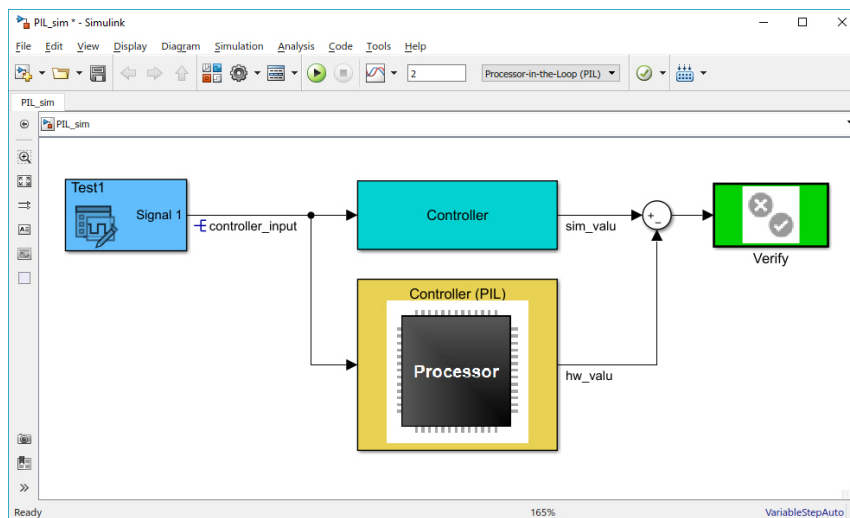 PIL_sim * - Simulink
File Edit View Display Diagram Simulation Analysis Code Tools Help
2 Processor-in-the-Loop (PIL)
PIL_sim
PIL_sim
Test1
Signal 1
controller_input
Controller
sim_valu
+
-
Verify
Controller (PIL)
Processor
hw_valu
Ready 165% VariableStepAuto